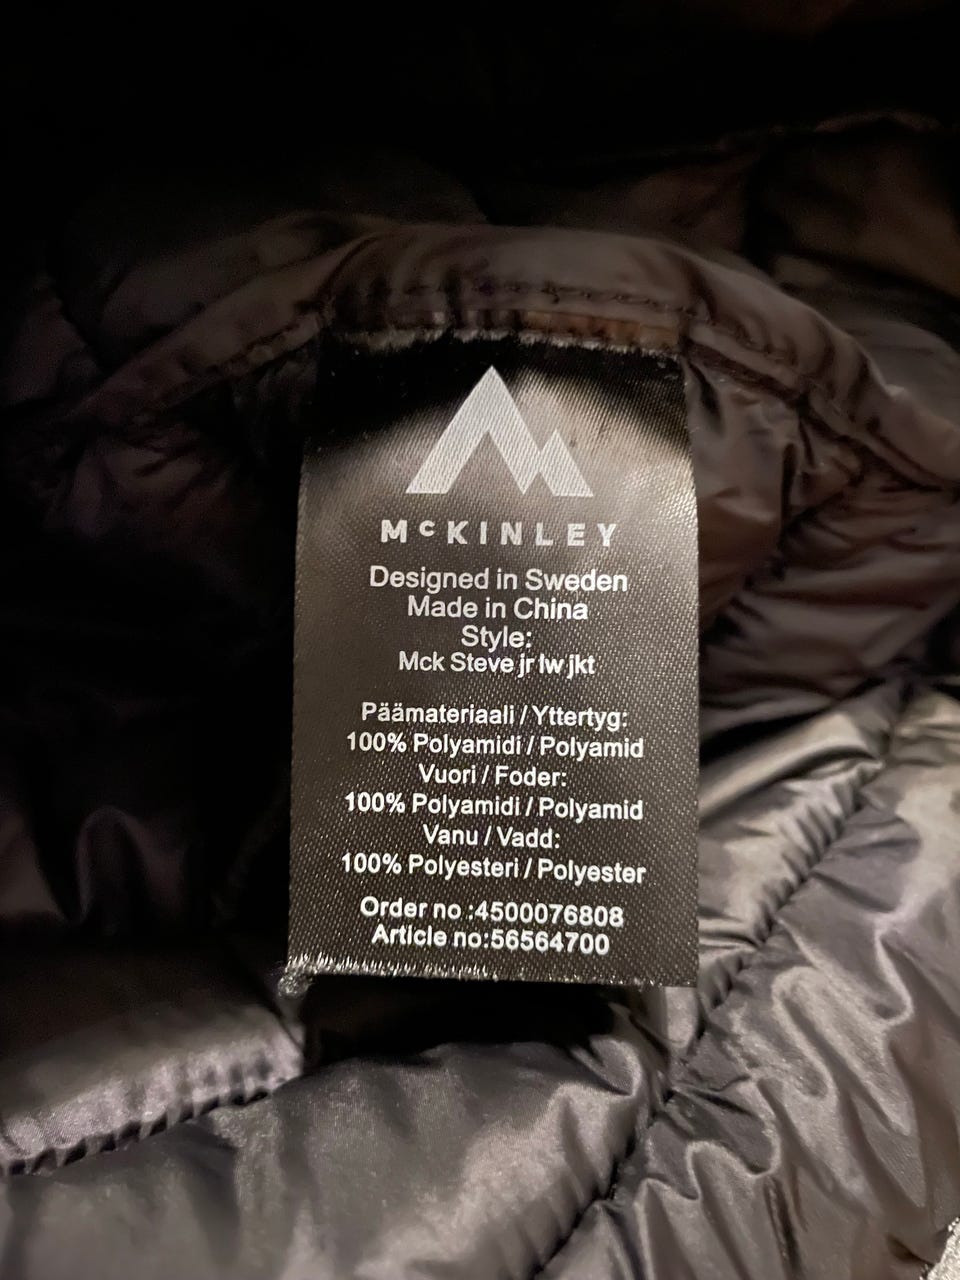 McKINLEY
Designed in Sweden
Made in China
Style:
Mck Steve jr lw jkt
Päämateriaali / Yttertyg:
100% Polyamidi / Polyamid
Vuori / Foder:
100% Polyamidi / Polyamid
Vanu / Vadd:
100% Polyesteri / Polyester
Order no :4500076808
Article no:56564700